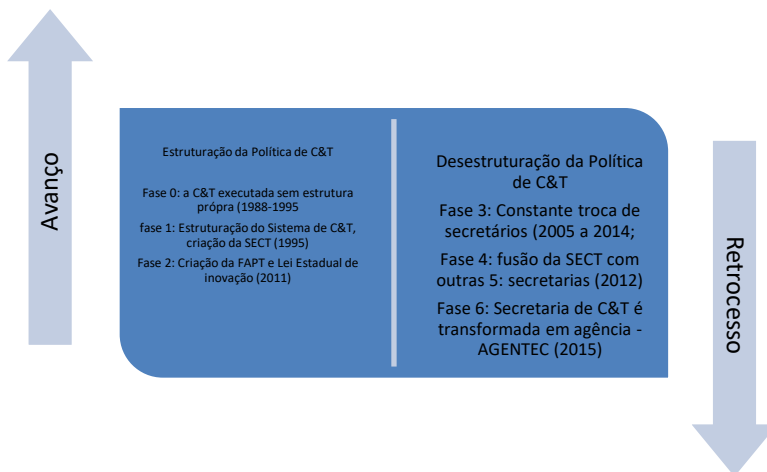 Avanço
Estruturação da Política de C&T
Fase 0: a C&T executada sem estrutura
própra (1988-1995
fase 1: Estruturação do Sistema de C&T,
criação da SECT (1995)
Fase 2: Criação da FAPT e Lei Estadual de
inovação (2011)
Desestruturação da Política
de C&T
Fase 3: Constante troca de
secretários (2005 a 2014;
Fase 4: fusão da SECT com
outras 5: secretarias (2012)
Fase 6: Secretaria de C&T é
transformada em agência -
AGENTEC (2015)
Retrocesso